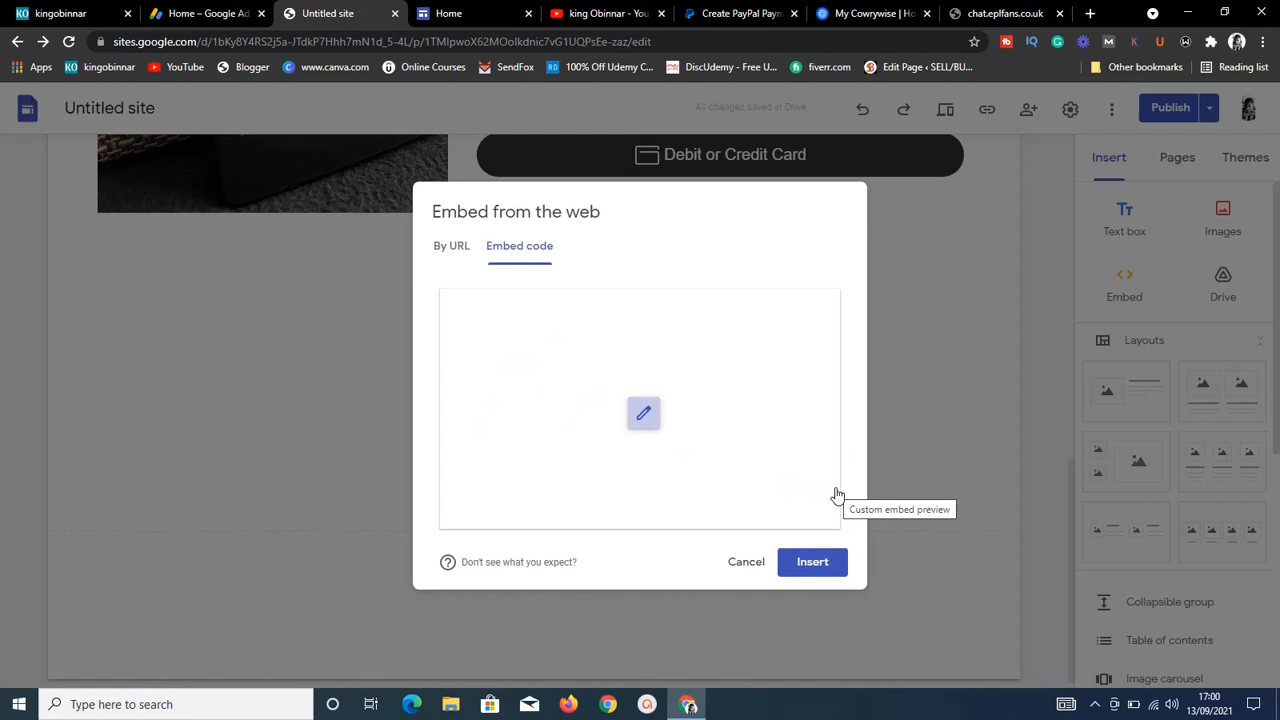 kingobinnar
Home – Google Ad
Untitled site
Home
king Obinnar - You
Create PayPal Paym
My Cowrywise | Ho
chat.eplfans.co/
sites.google.com/d/1bKy8Y4RS2j5a-JTdkP7Hhh7mN1d_5-4L/p/1TMIpwoX62MOiIkdnic7vG1UQPsEe-zaz/edit
Apps
kingobinnar
YouTube
Blogger
www.canva.com
Online Courses
SendFox
100% Off Udemy C...
DiscUdemy - Learn...
fiverr.com
Edit Page ‹ SELL/BU...
Other bookmarks
Reading list
Untitled site
All changes saved in Drive
Publish
Debit or Credit Card
Insert
Pages
Themes
Embed from the web
By URL
Embed code
Tt
Text box
Images
Embed
Drive
Layouts
Custom embed preview
Don't see what you expect?
Cancel
Insert
Collapsible group
Table of contents
Image carousel
Type here to search
17:00
13/09/2021